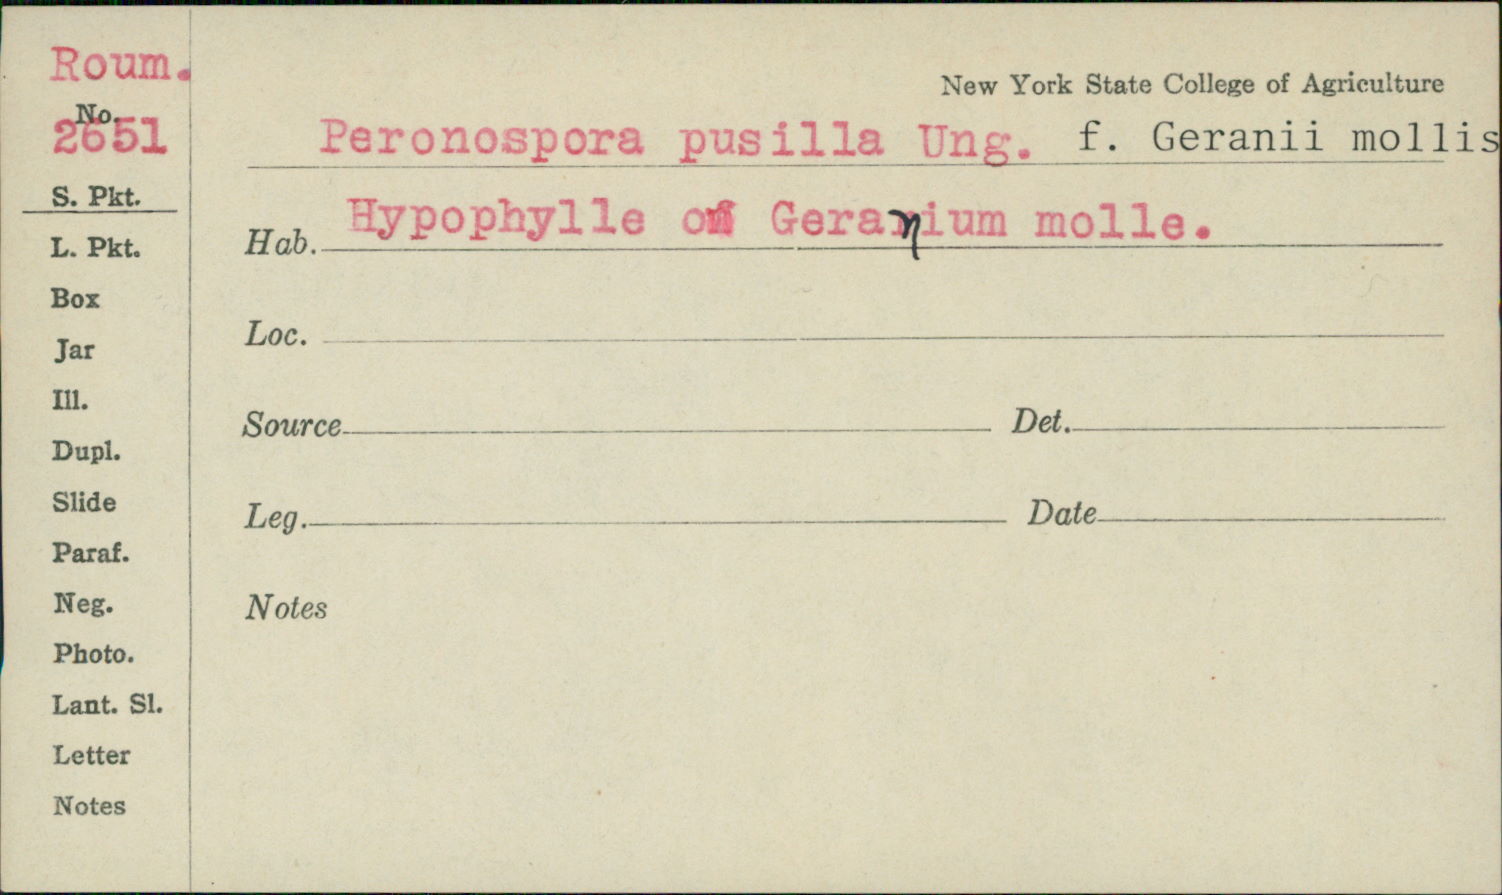 Roum.
No.
2651
S. Pkt.
L. Pkt.
Box
Jar
Ill.
Dupl.
Slide
Paraf.
Neg.
Photo.
Lant. Sl.
Letter
Notes
New York State College of Agriculture
Peronospora pusilla Ung. f. Geranii mollis
Hab. Hypophylle on Geranium molle.
Loc.
Source Det.
Leg. Date
Notes